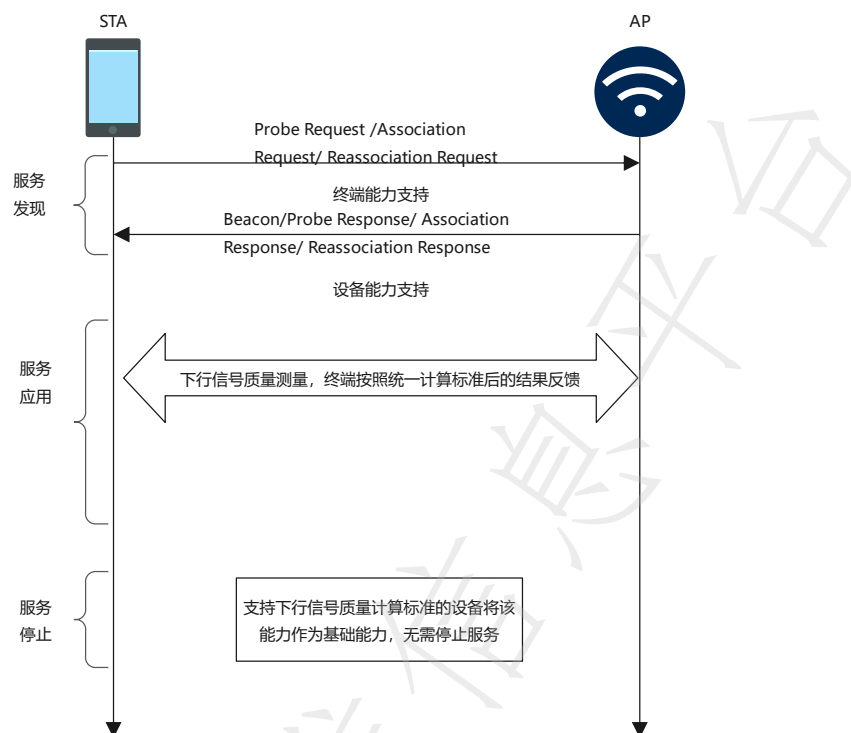 STA
AP
Probe Request /Association
Request/ Reassociation Request
服务
发现
终端能力支持
Beacon/Probe Response/ Association
Response/ Reassociation Response
设备能力支持
服务
应用
下行信号质量测量，终端按照统一计算标准后的结果反馈
服务
停止
支持下行信号质量计算标准的设备将该
能力作为基础能力，无需停止服务
信息平台